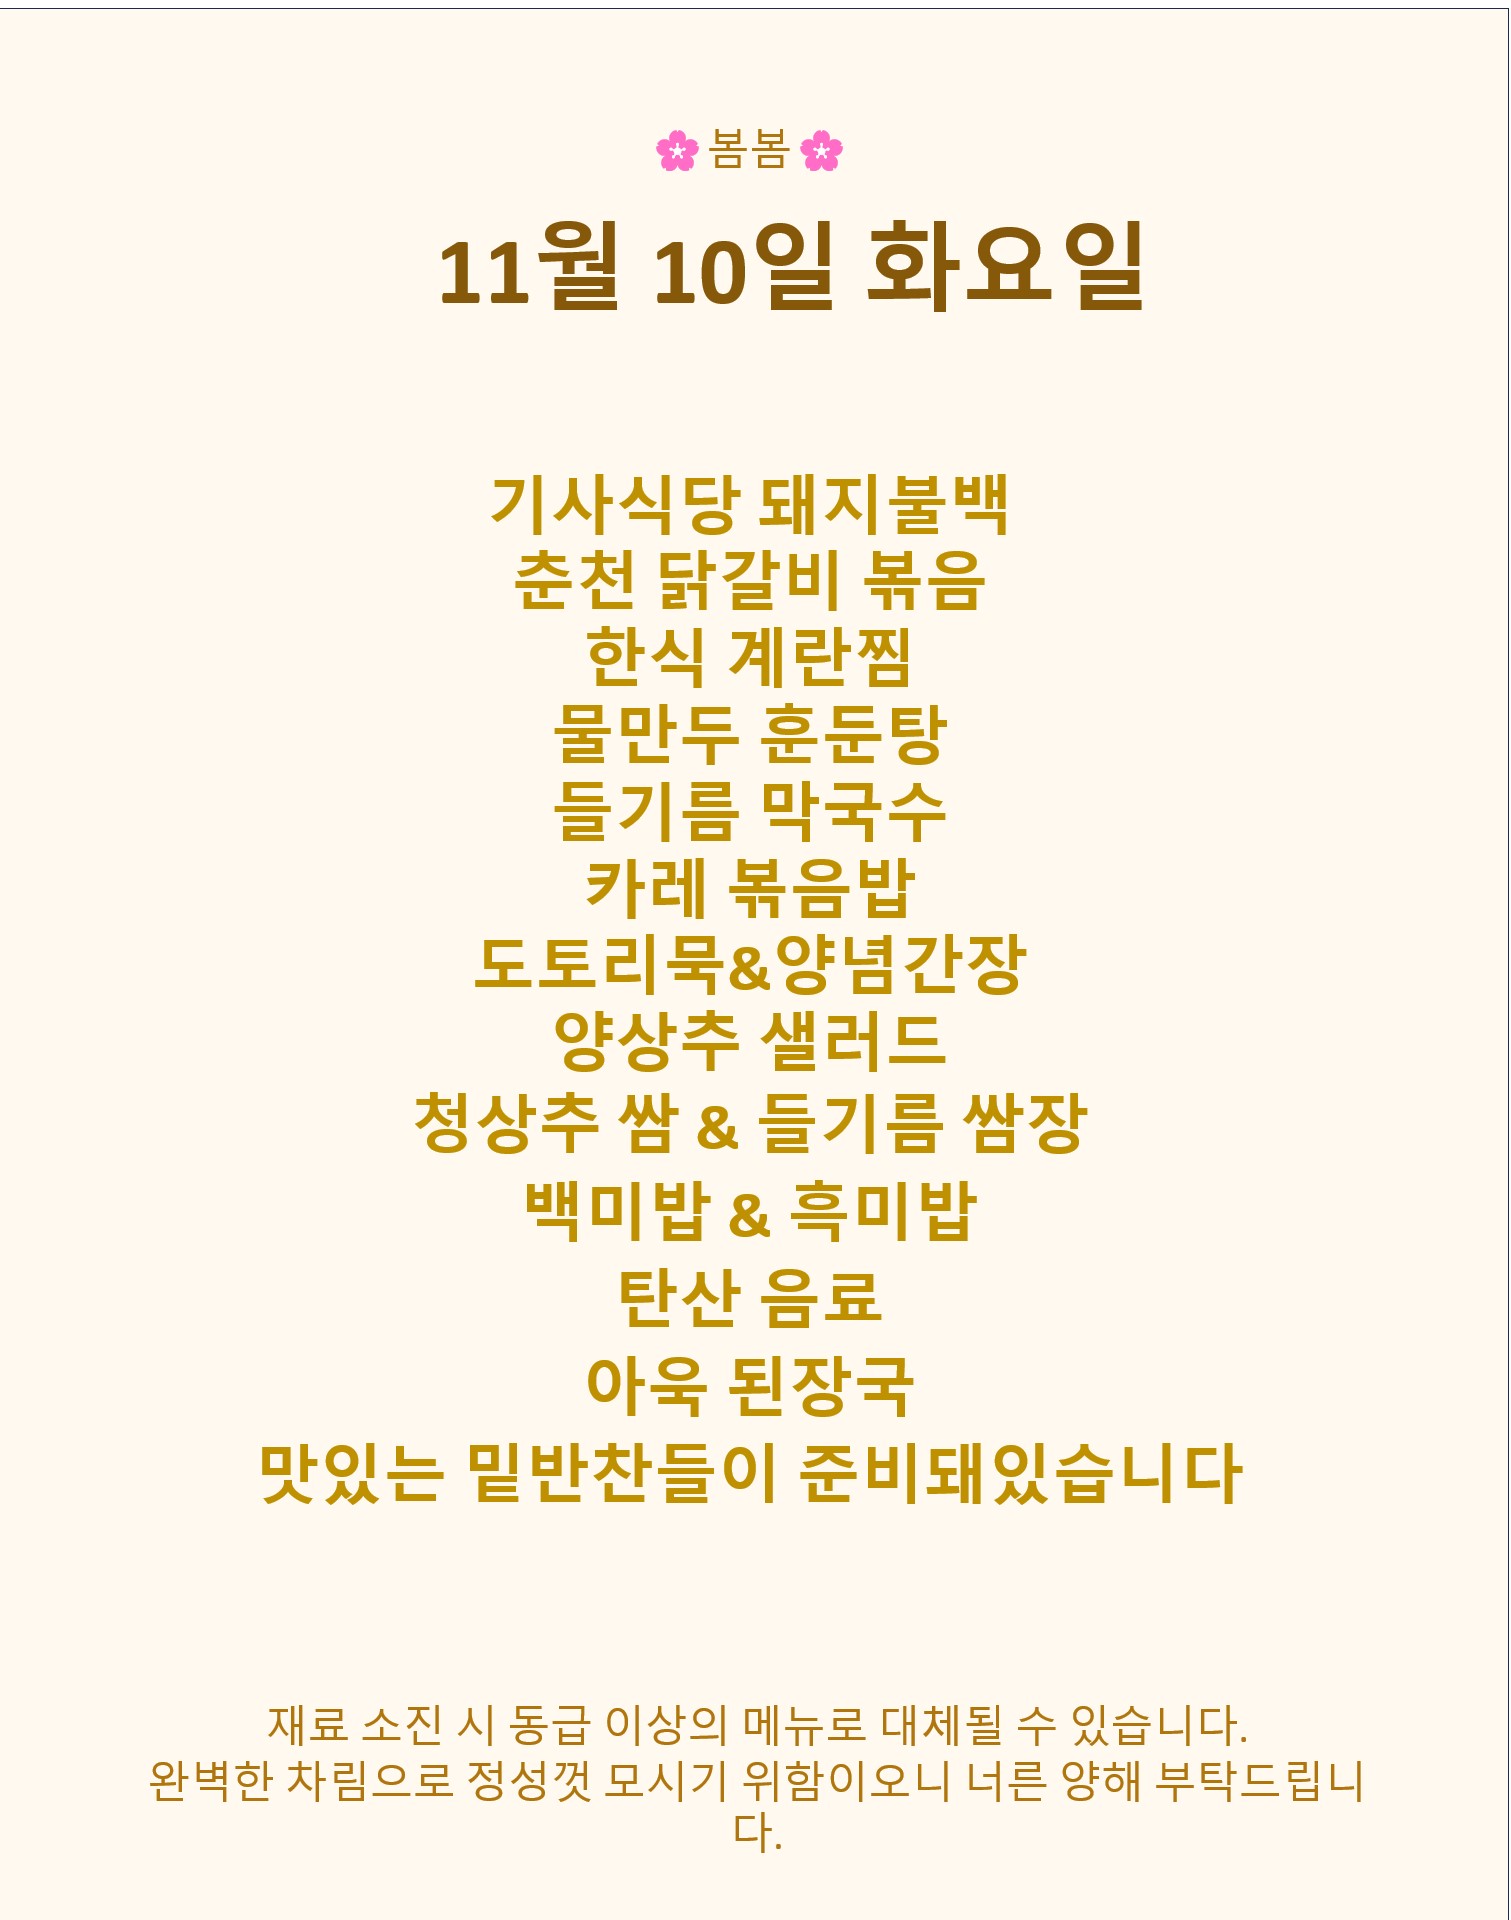 🌸봄봄🌸
11월 10일 화요일
기사식당 돼지불백
춘천 닭갈비 볶음
한식 계란찜
물만두 훈둔탕
들기름 막국수
카레 볶음밥
도토리묵&양념간장
양상추 샐러드
청상추 쌈 & 들기름 쌈장
백미밥 & 흑미밥
탄산 음료
아욱 된장국
맛있는 밑반찬들이 준비돼있습니다
재료 소진 시 동급 이상의 메뉴로 대체될 수 있습니다.
완벽한 차림으로 정성껏 모시기 위함이오니 너른 양해 부탁드립니
다.